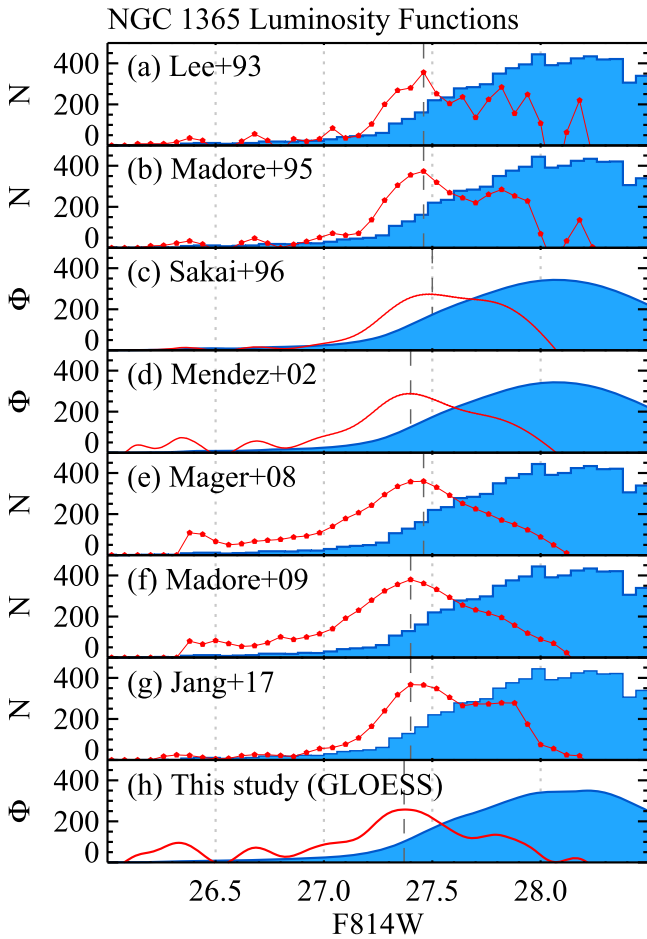 NGC 1365 Luminosity Functions
(a) Lee+93
400
200
0
N
(b) Madore+95
400
200
0
N
(c) Sakai+96
400
200
0
Φ
(d) Mendez+02
400
200
0
Φ
(e) Mager+08
400
200
0
N
(f) Madore+09
400
200
0
N
(g) Jang+17
400
200
0
N
(h) This study (GLOESS)
400
200
0
Φ
26.5 27.0 27.5 28.0
F814W